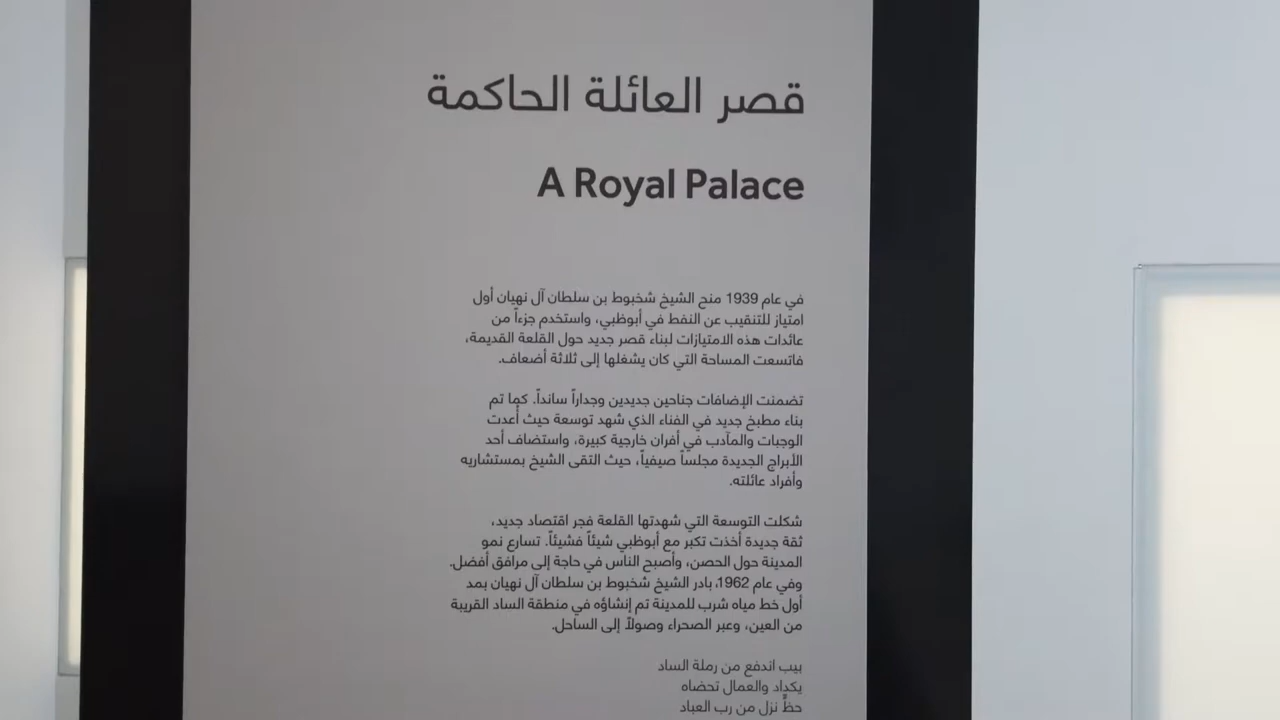 قصر العائلة الحاكمة
A Royal Palace
في عام 1939 منح الشيخ شخبوط بن سلطان آل نهيان أول
امتياز للتنقيب عن النفط في أبوظبي، واستخدم جزءاً من
عائدات هذه الامتيازات لبناء قصر جديد حول القلعة القديمة،
فاتسعت المساحة التي كان يشغلها إلى ثلاثة أضعاف.
تضمنت الإضافات جناحين جديدين وجداراً سانداً. كما تم
بناء مطبخ جديد في الفناء الذي شهد توسعة حيث أُعدت
الوجبات والمآدب في أفران خارجية كبيرة، واستضاف أحد
الأبراج الجديدة مجلساً صيفياً، حيث التقى الشيخ بمستشاريه
وأفراد عائلته.
شكلت التوسعة التي شهدتها القلعة فجر اقتصاد جديد،
ثقة جديدة أخذت تكبر مع أبوظبي شيئاً فشيئاً. تسارع نمو
المدينة حول الحصن، وأصبح الناس في حاجة إلى مرافق أفضل.
وفي عام 1962، بادر الشيخ شخبوط بن سلطان آل نهيان بمد
أول خط مياه شرب للمدينة تم إنشاؤه في منطقة الساد القريبة
من العين، وعبر الصحراء وصولاً إلى الساحل.
بيب اندفع من رملة الساد
يكداد والعمال تحضاه
حظٍّ نزل من رب العباد